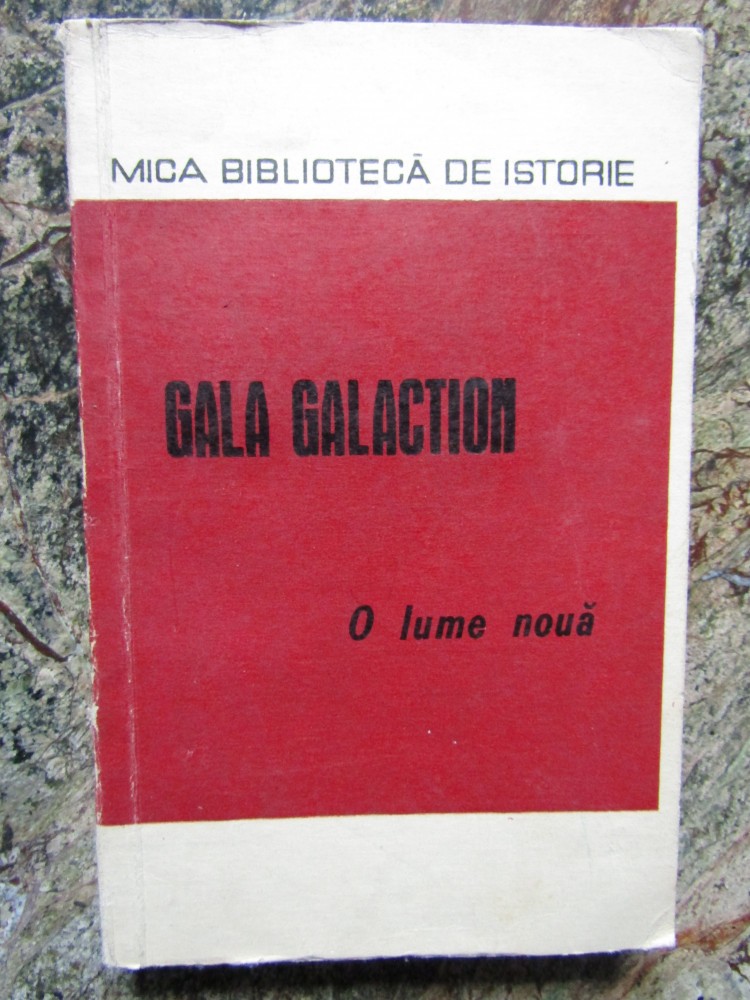 MICA BIBLIOTECĂ DE ISTORIE
GALA GALACTION
O lume nouă